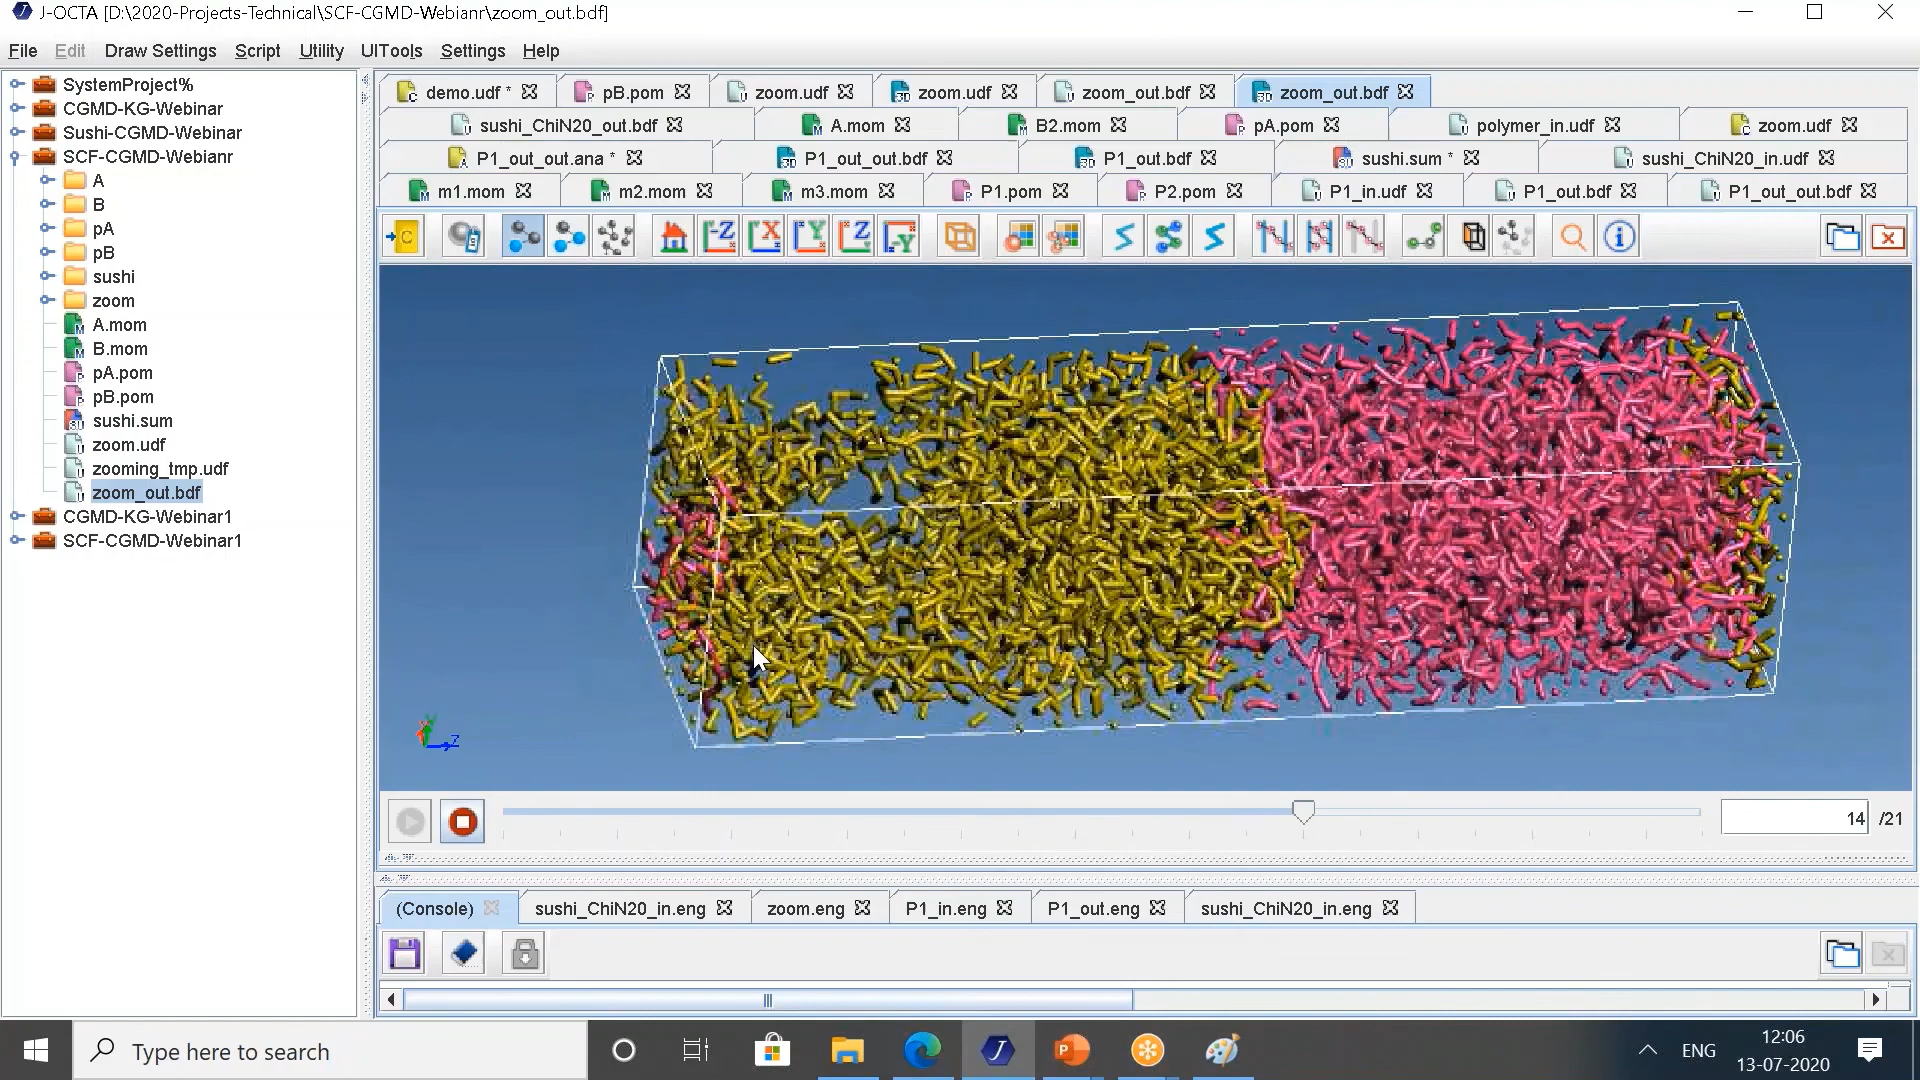 J-OCTA [D:\2020-Projects-Technical\SCF-CGMD-Webianr\zoom_out.bdf]
File Edit Draw Settings Script Utility UITools Settings Help
SystemProject%
CGMD-KG-Webinar
Sushi-CGMD-Webinar
SCF-CGMD-Webianr
A
B
pA
pB
sushi
zoom
A.mom
B.mom
pA.pom
pB.pom
sushi.sum
zoom.udf
zooming_tmp.udf
zoom_out.bdf
CGMD-KG-Webinar1
SCF-CGMD-Webinar1
demo.udf * pB.pom zoom.udf zoom.udf zoom_out.bdf zoom_out.bdf
sushi_ChiN20_out.bdf A.mom B2.mom pA.pom polymer_in.udf zoom.udf
P1_out_out.ana * P1_out_out.bdf P1_out.bdf sushi.sum * sushi_ChiN20_in.udf
m1.mom m2.mom m3.mom P1.pom P2.pom P1_in.udf P1_out.bdf P1_out_out.bdf
C -Z X Y Z -Y
Z
14 /21
(Console) sushi_ChiN20_in.eng zoom.eng P1_in.eng P1_out.eng sushi_ChiN20_in.eng
Type here to search
ENG
12:06
13-07-2020